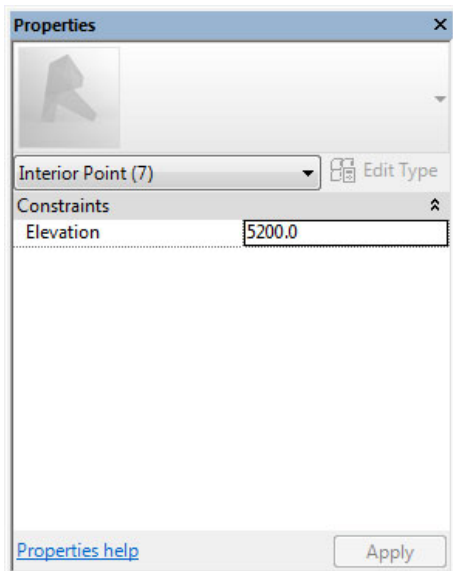 Properties
Interior Point (7) Edit Type
Constraints
Elevation 5200.0
Properties help Apply